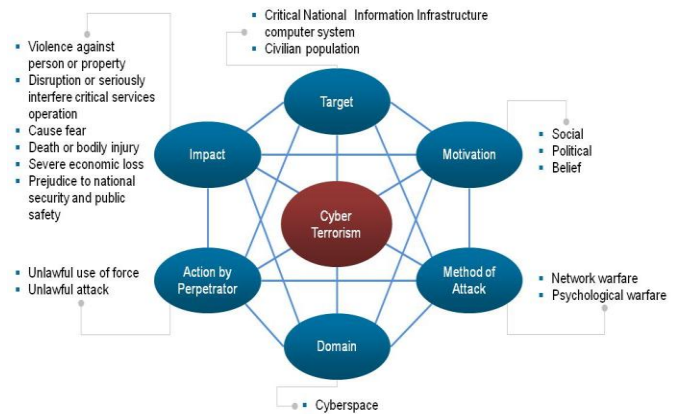 Critical National Information Infrastructure
computer system
Civilian population
Violence against
person or property
Disruption or seriously
interfere critical services
operation
Cause fear
Death or bodily injury
Severe economic loss
Prejudice to national
security and public
safety
Target
Impact
Motivation
Social
Political
Belief
Cyber
Terrorism
Unlawful use of force
Unlawful attack
Action by
Perpetrator
Method of
Attack
Network warfare
Psychological warfare
Domain
Cyberspace